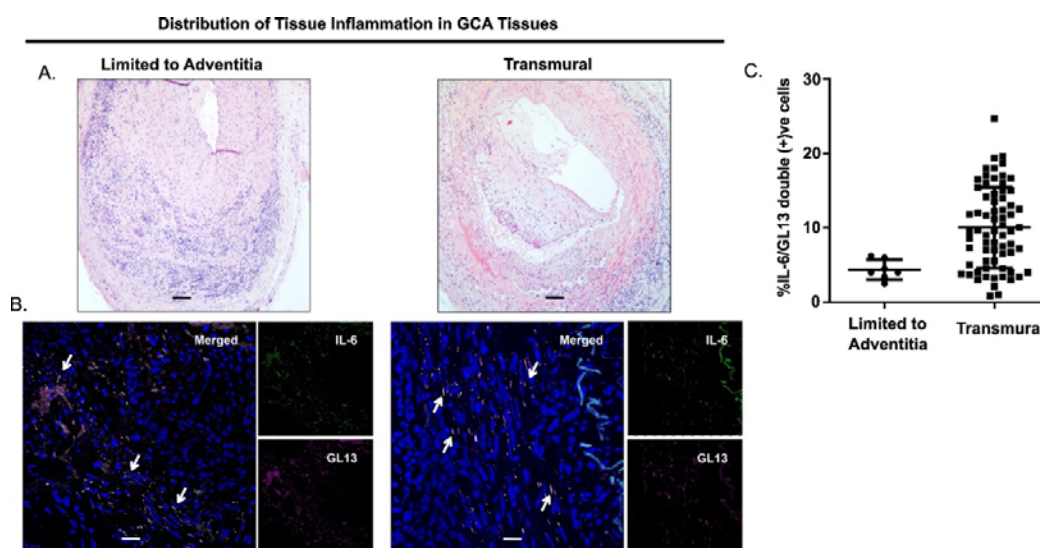 Distribution of Tissue Inflammation in GCA Tissues
A.
Limited to Adventitia
Transmural
B.
Merged
IL-6
GL13
Merged
IL-6
GL13
C.
%IL-6/GL13 double (+)ve cells
30
20
10
0
Limited to
Adventitia
Transmura